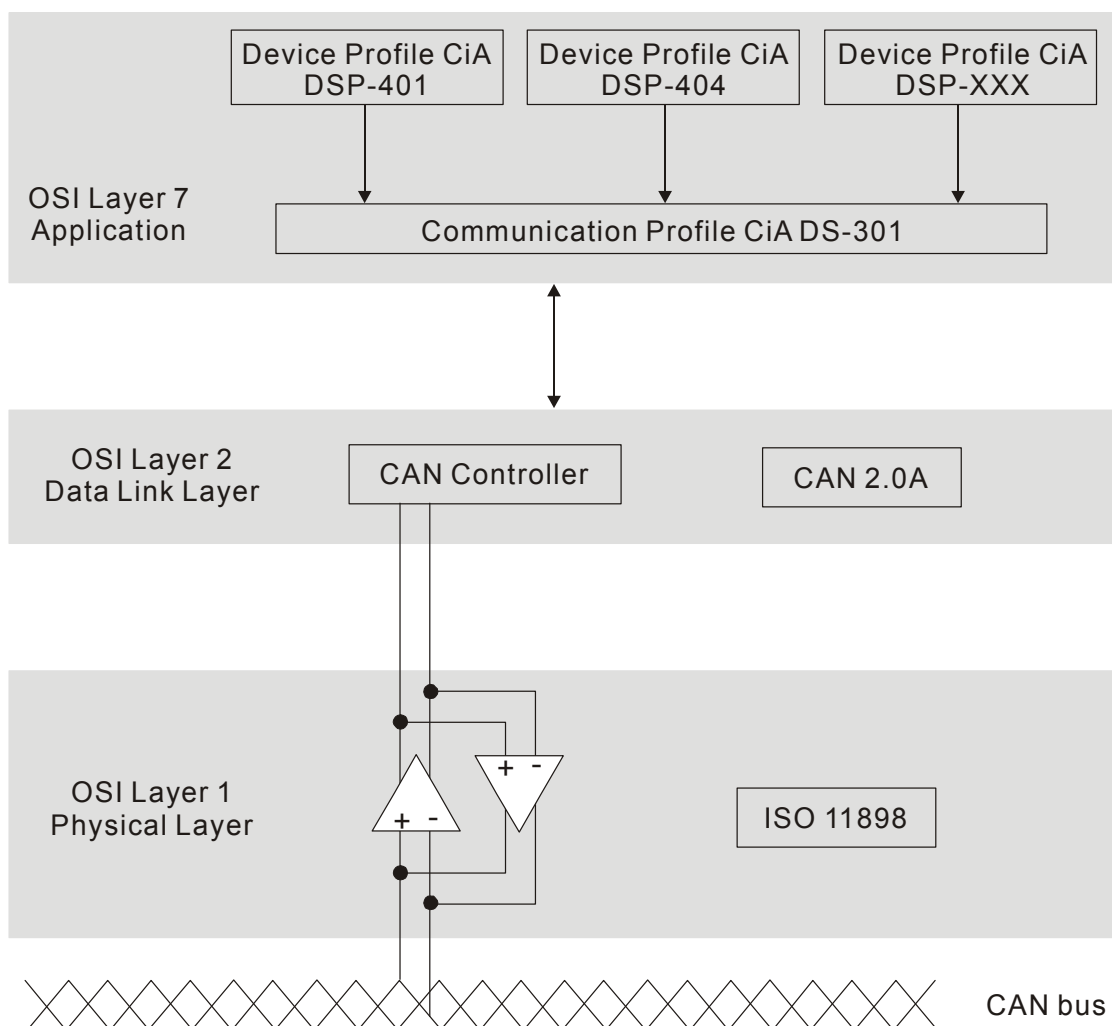 Device Profile CiA
DSP-401
Device Profile CiA
DSP-404
Device Profile CiA
DSP-XXX
OSI Layer 7
Application
Communication Profile CiA DS-301
OSI Layer 2
Data Link Layer
CAN Controller
CAN 2.0A
OSI Layer 1
Physical Layer
+ -
+ -
ISO 11898
CAN bus